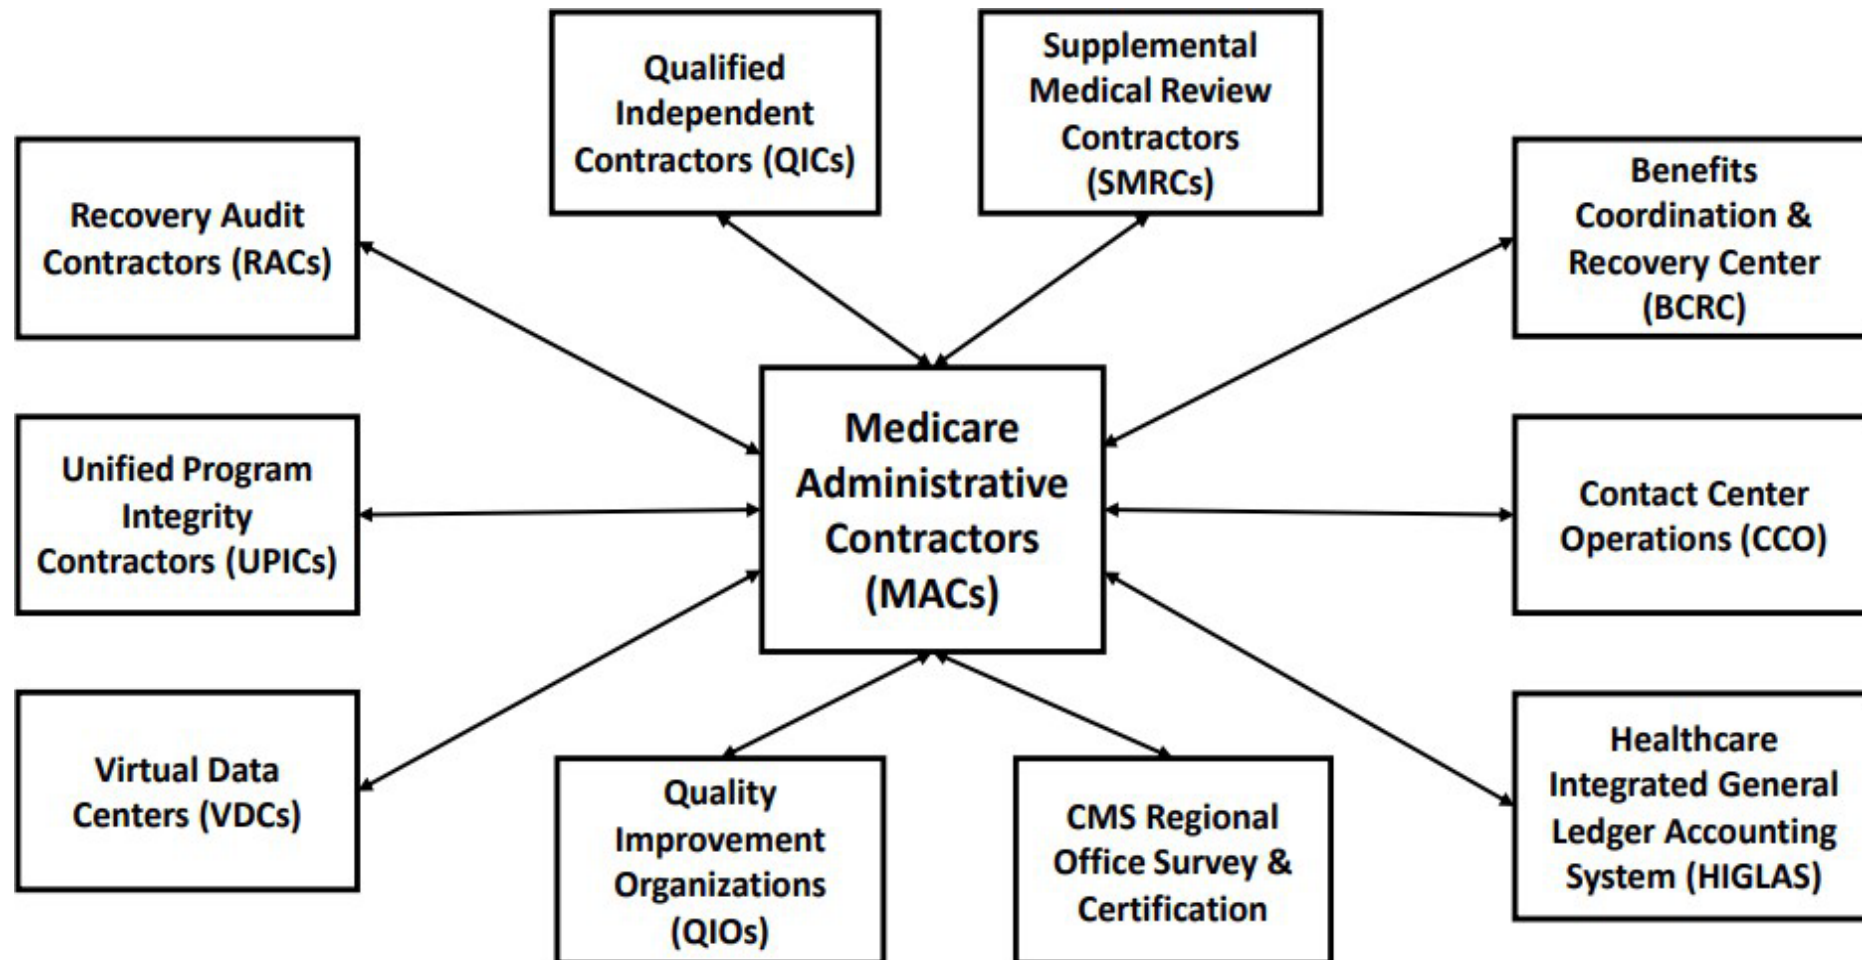 Qualified
Independent
Contractors (QICs)
Supplemental
Medical Review
Contractors
(SMRCs)
Recovery Audit
Contractors (RACs)
Benefits
Coordination &
Recovery Center
(BCRC)
Medicare
Administrative
Contractors
(MACs)
Unified Program
Integrity
Contractors (UPICs)
Contact Center
Operations (CCO)
Virtual Data
Centers (VDCs)
Quality
Improvement
Organizations
(QIOs)
CMS Regional
Office Survey &
Certification
Healthcare
Integrated General
Ledger Accounting
System (HIGLAS)